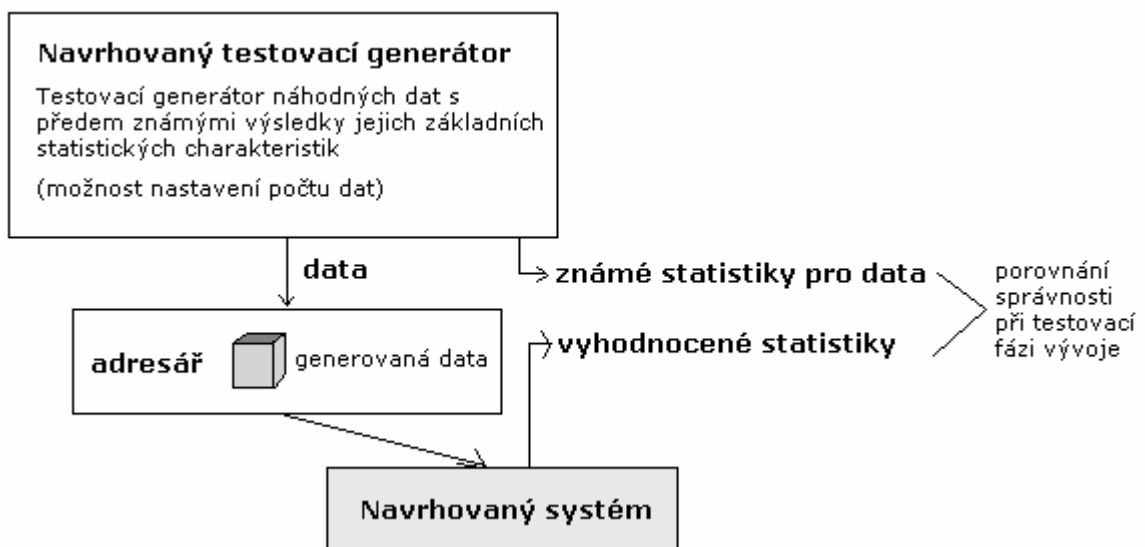 Navrhovaný testovací generátor
Testovací generátor náhodných dat s
předem známými výsledky jejich základních
statistických charakteristik
(možnost nastavení počtu dat)
data
známé statistiky pro data
porovnání
správnosti
při testovací
fázi vývoje
vyhodnocené statistiky
adresář
generovaná data
Navrhovaný systém